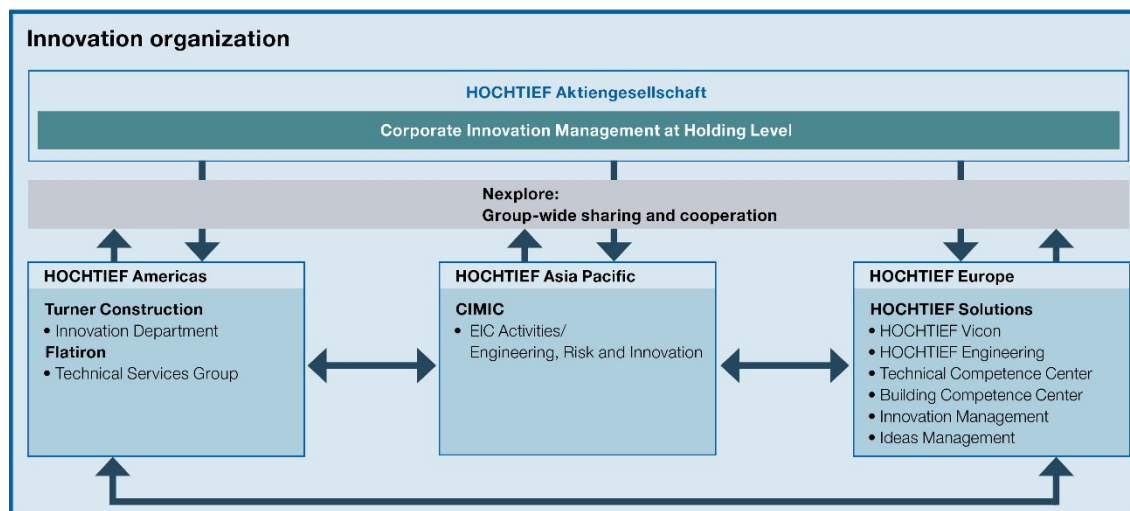 Innovation organization
HOCHTIEF Aktiengesellschaft
Corporate Innovation Management at Holding Level
Nexplore:
Group-wide sharing and cooperation
HOCHTIEF Americas
Turner Construction
• Innovation Department
Flatiron
• Technical Services Group
HOCHTIEF Asia Pacific
CIMIC
• EIC Activities/
Engineering, Risk and Innovation
HOCHTIEF Europe
HOCHTIEF Solutions
• HOCHTIEF Vicon
• HOCHTIEF Engineering
• Technical Competence Center
• Building Competence Center
• Innovation Management
• Ideas Management